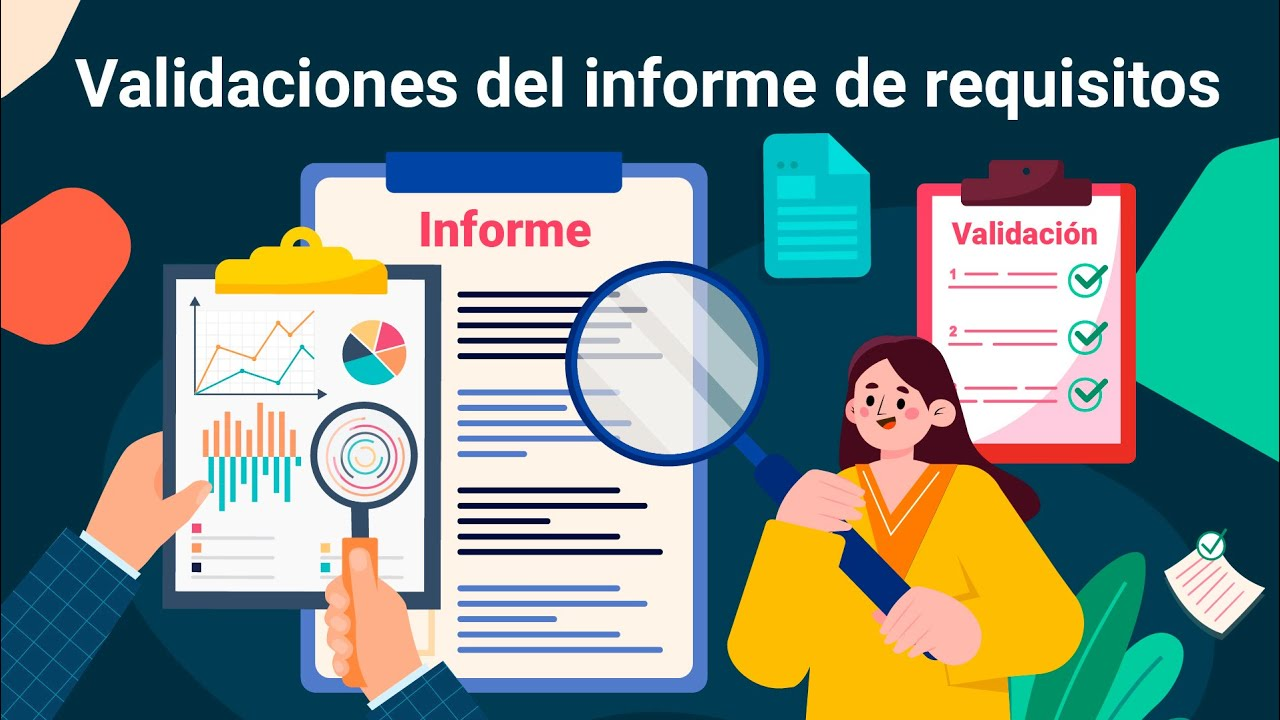 Validaciones del informe de requisitos
Informe
Validación
1
2